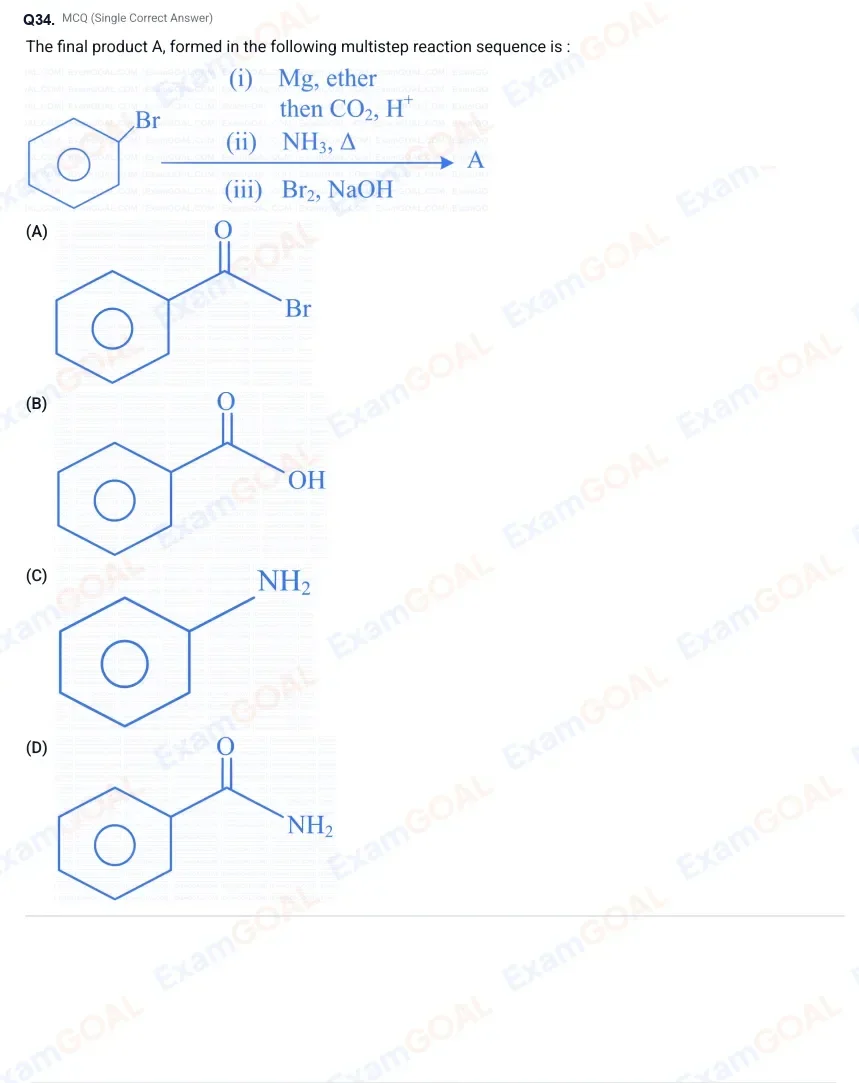 Q34. MCQ (Single Correct Answer)
The final product A, formed in the following multistep reaction sequence is :
(i) Mg, ether
then CO₂, H⁺
Br
(ii) NH₃, Δ
A
(iii) Br₂, NaOH
(A)
O
Br
(B)
O
OH
(C)
NH₂
(D)
O
NH₂
ExamGOAL